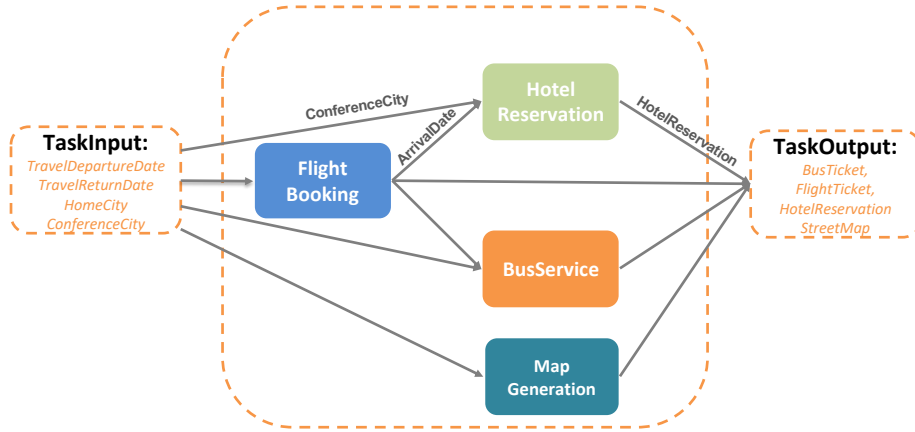 TaskInput:
TravelDepartureDate
TravelReturnDate
HomeCity
ConferenceCity
ConferenceCity
Flight
Booking
ArrivalDate
Hotel
Reservation
HotelReservation
BusService
Map
Generation
TaskOutput:
BusTicket,
FlightTicket,
HotelReservation
StreetMap